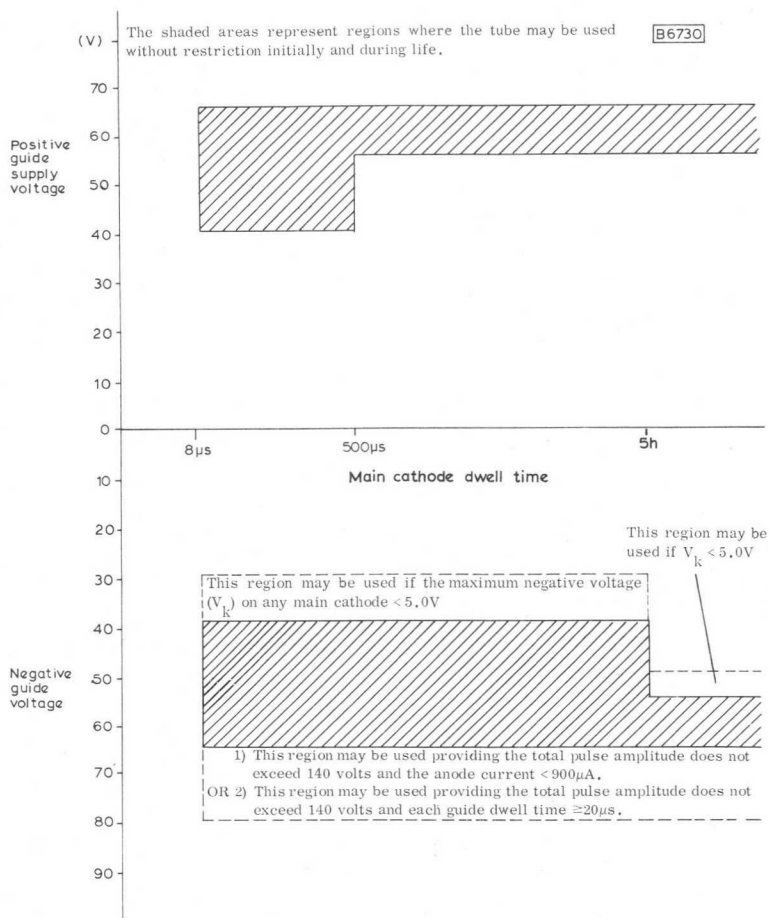 The shaded areas represent regions where the tube may be used
without restriction initially and during life.
B6730
(V)
70
60
50
40
30
20
10
0
Positive
guide
supply
voltage
8μs
500μs
5h
Main cathode dwell time
10
20
30
40
50
60
70
80
90
Negative
guide
voltage
This region may be
used if Vk <5.0V
This region may be used if the maximum negative voltage
(Vk) on any main cathode <5.0V
1) This region may be used providing the total pulse amplitude does not
exceed 140 volts and the anode current <900μA.
OR 2) This region may be used providing the total pulse amplitude does not
exceed 140 volts and each guide dwell time ≥20μs.